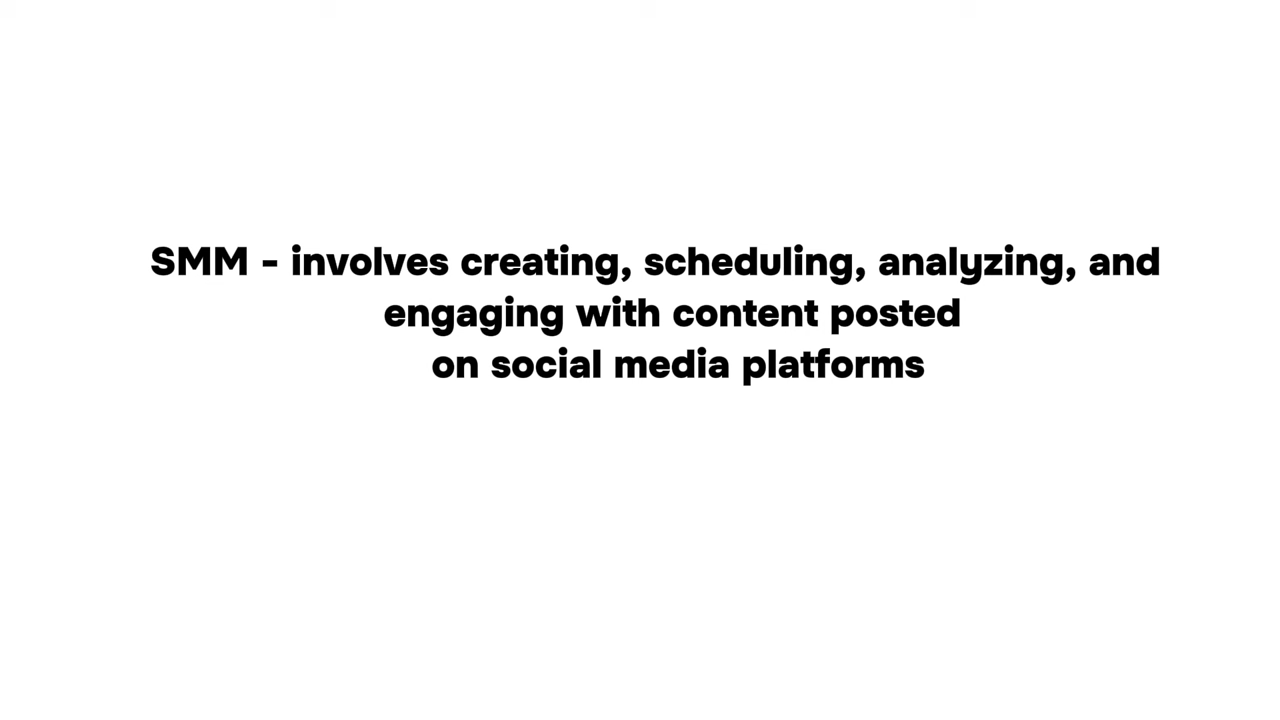 SMM - involves creating, scheduling, analyzing, and
engaging with content posted
on social media platforms